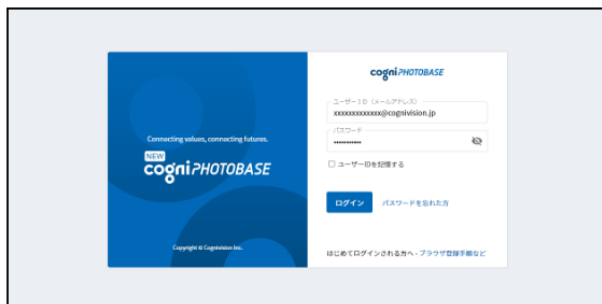 Connecting values, connecting futures.
NEW
cogni PHOTOBASE
Copyright © Cognivision Inc.
cogni PHOTOBASE
ユーザーID（メールアドレス）
xxxxxxxxxxxxx@cognivision.jp
パスワード
ユーザーIDを記憶する
ログイン パスワードを忘れた方
はじめてログインされる方へ - ブラウザ登録手順など